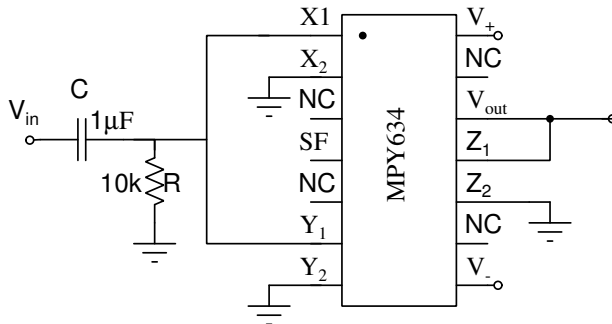 X1
V+
X2
NC
C
NC
Vout
Vin
1μF
SF
Z1
MPY634
10k
R
NC
Z2
Y1
NC
Y2
V-